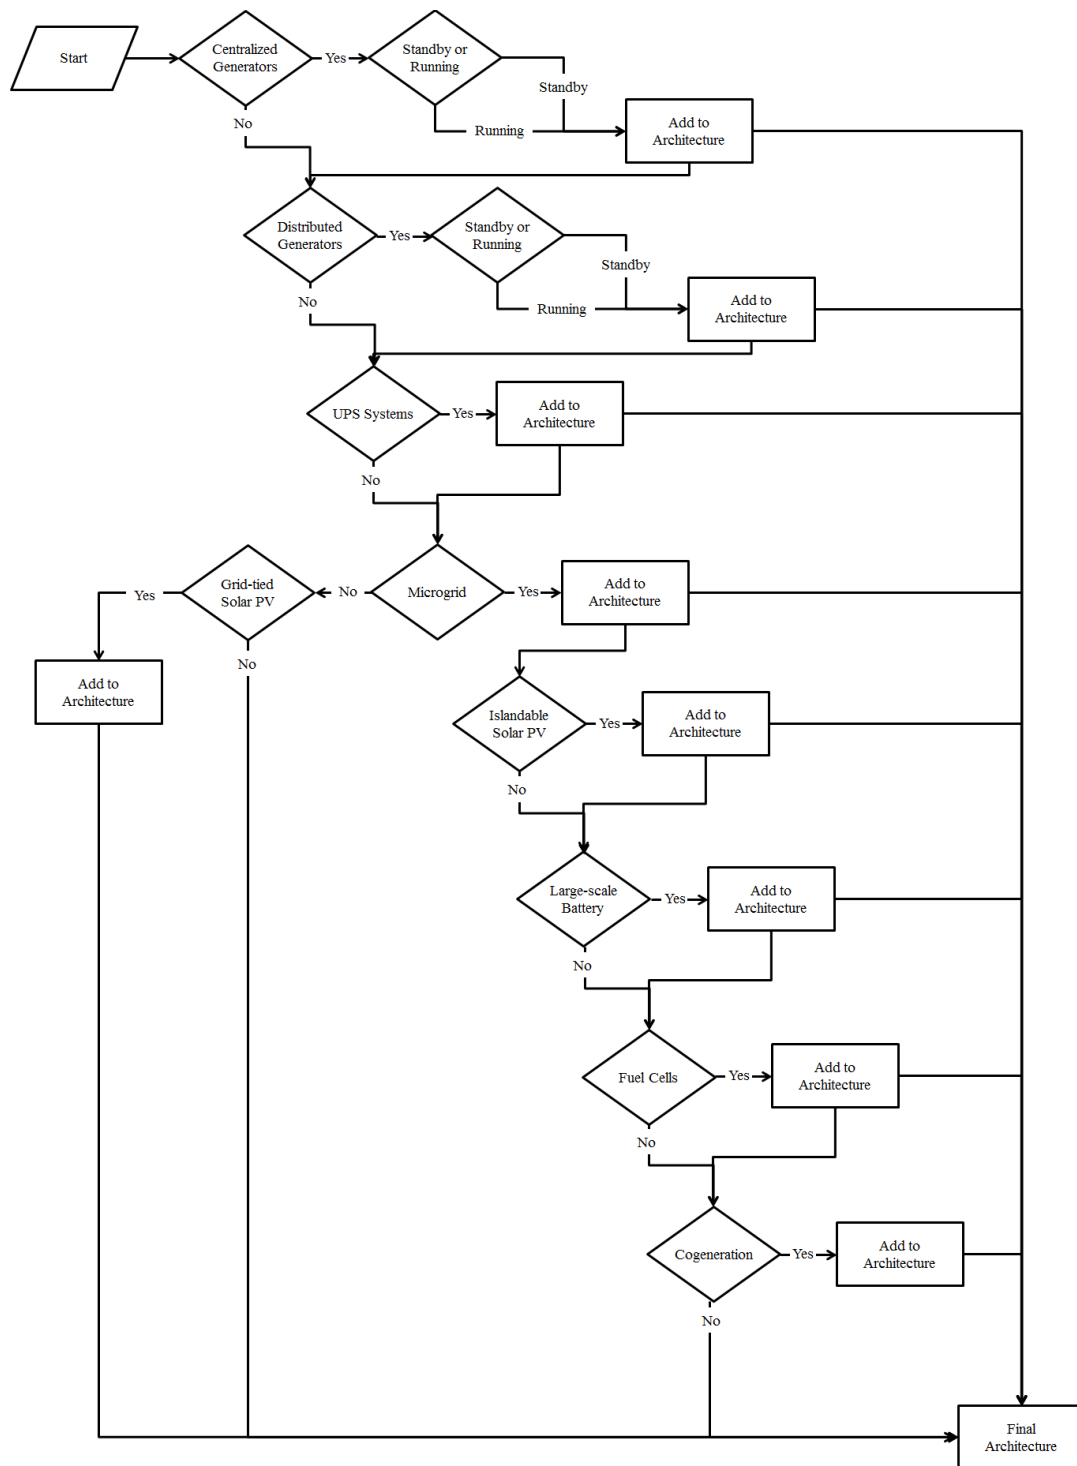 Start
Centralized
Generators
Yes
Standby or
Running
Standby
No
Running
Add to
Architecture
Distributed
Generators
Yes
Standby or
Running
Standby
No
Running
Add to
Architecture
UPS Systems
Yes
Add to
Architecture
No
Yes
Grid-tied
Solar PV
No
Microgrid
Yes
Add to
Architecture
No
Add to
Architecture
Islandable
Solar PV
Yes
Add to
Architecture
No
Large-scale
Battery
Yes
Add to
Architecture
No
Fuel Cells
Yes
Add to
Architecture
No
Cogeneration
Yes
Add to
Architecture
No
Final
Architecture